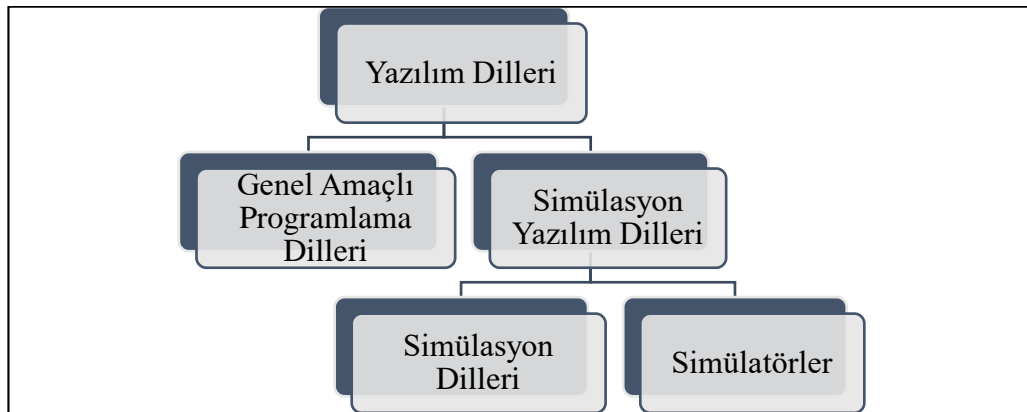 Yazılım Dilleri
Genel Amaçlı
Programlama
Dilleri
Simülasyon
Yazılım Dilleri
Simülasyon
Dilleri
Simülatörler